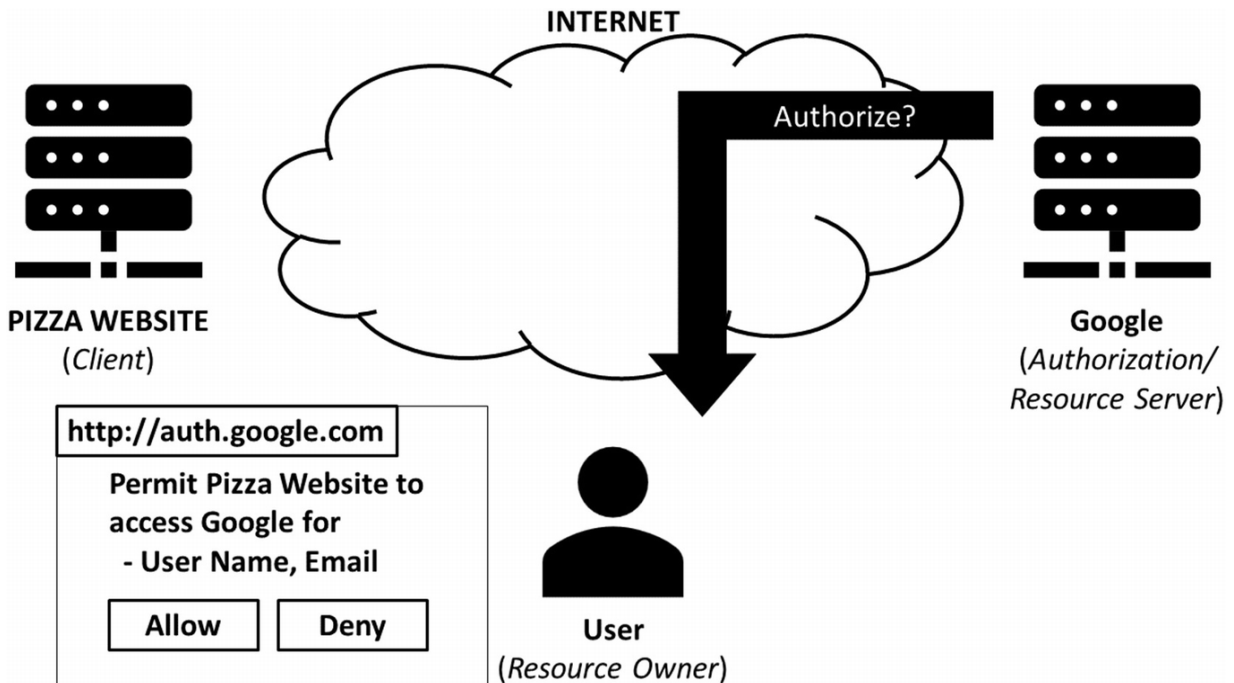 INTERNET
Authorize?
PIZZA WEBSITE
(Client)
Google
(Authorization/
Resource Server)
http://auth.google.com
Permit Pizza Website to
access Google for
- User Name, Email
Allow
Deny
User
(Resource Owner)